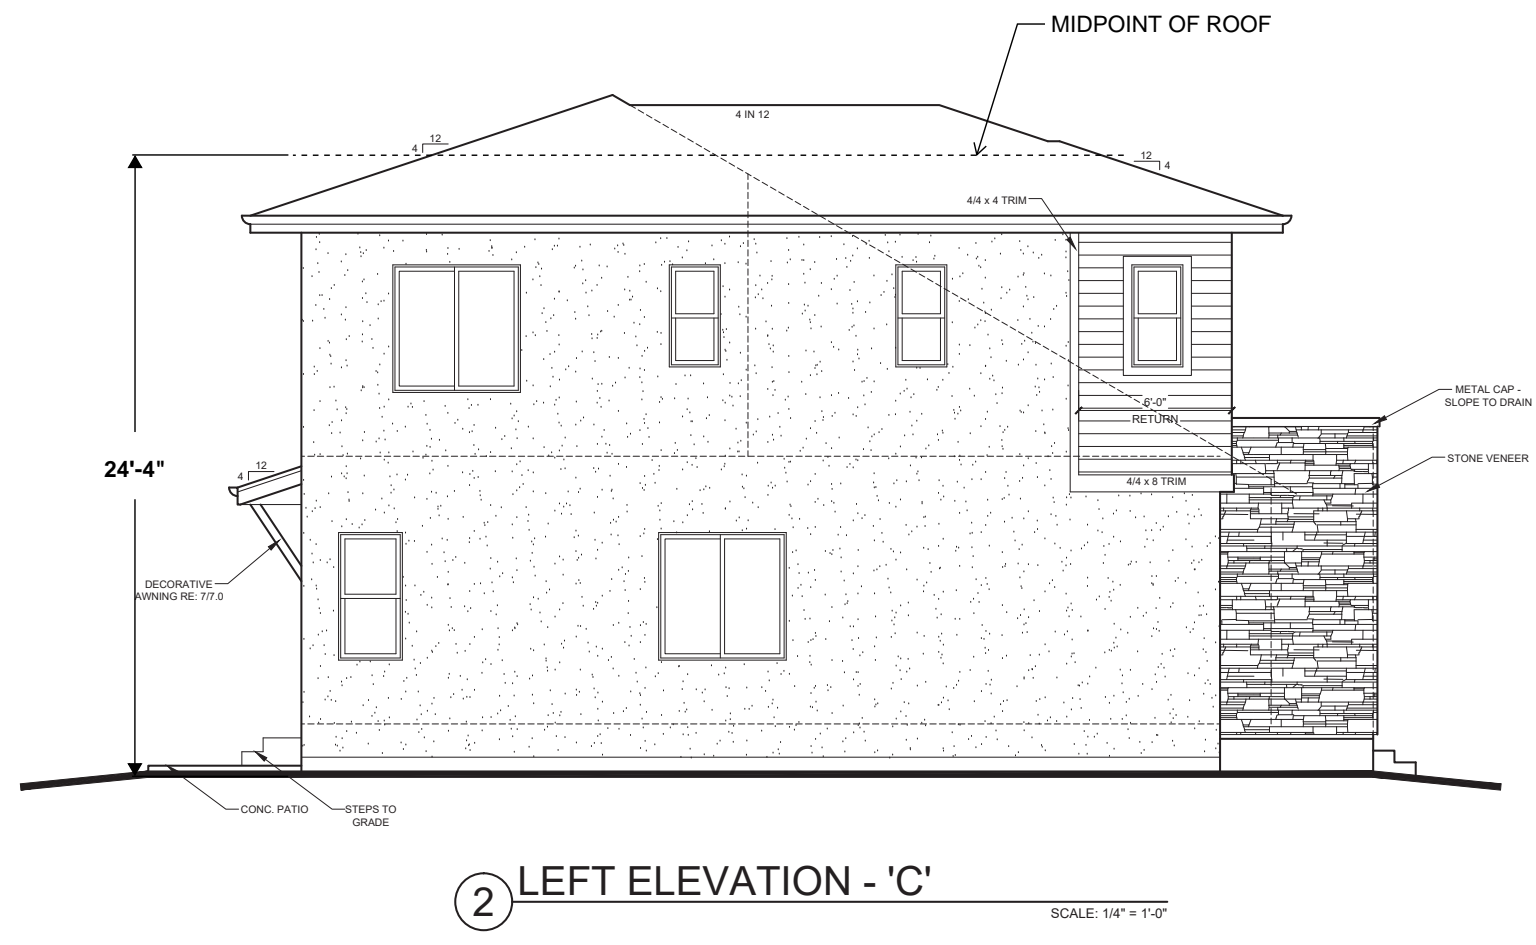 MIDPOINT OF ROOF
4 IN 12
12
4
12
4
4/4 x 4 TRIM
METAL CAP -
SLOPE TO DRAIN
6'-0"
RETURN
24'-4"
12
4
STONE VENEER
4/4 x 8 TRIM
DECORATIVE
AWNING RE: 7/7.0
CONC. PATIO
STEPS TO
GRADE
2
LEFT ELEVATION - 'C'
SCALE: 1/4" = 1'-0"